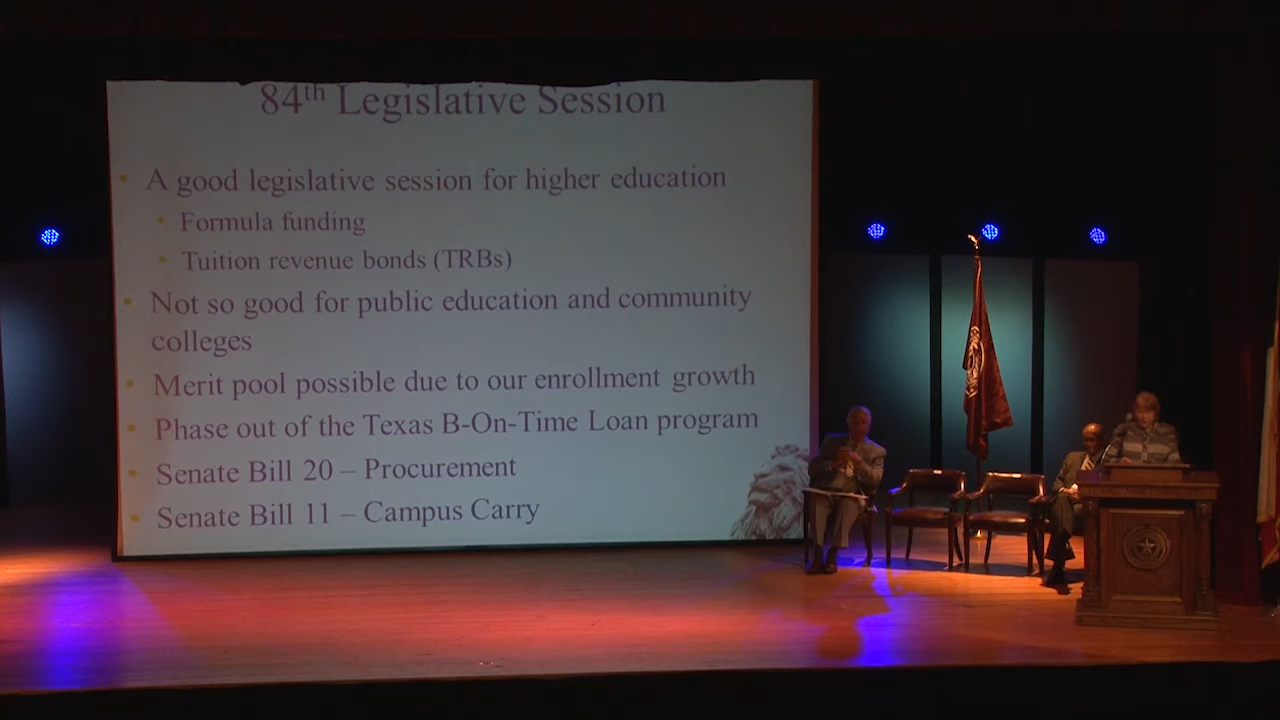 84th Legislative Session
A good legislative session for higher education
Formula funding
Tuition revenue bonds (TRBs)
Not so good for public education and community
colleges
Merit pool possible due to our enrollment growth
Phase out of the Texas B-On-Time Loan program
Senate Bill 20 – Procurement
Senate Bill 11 – Campus Carry